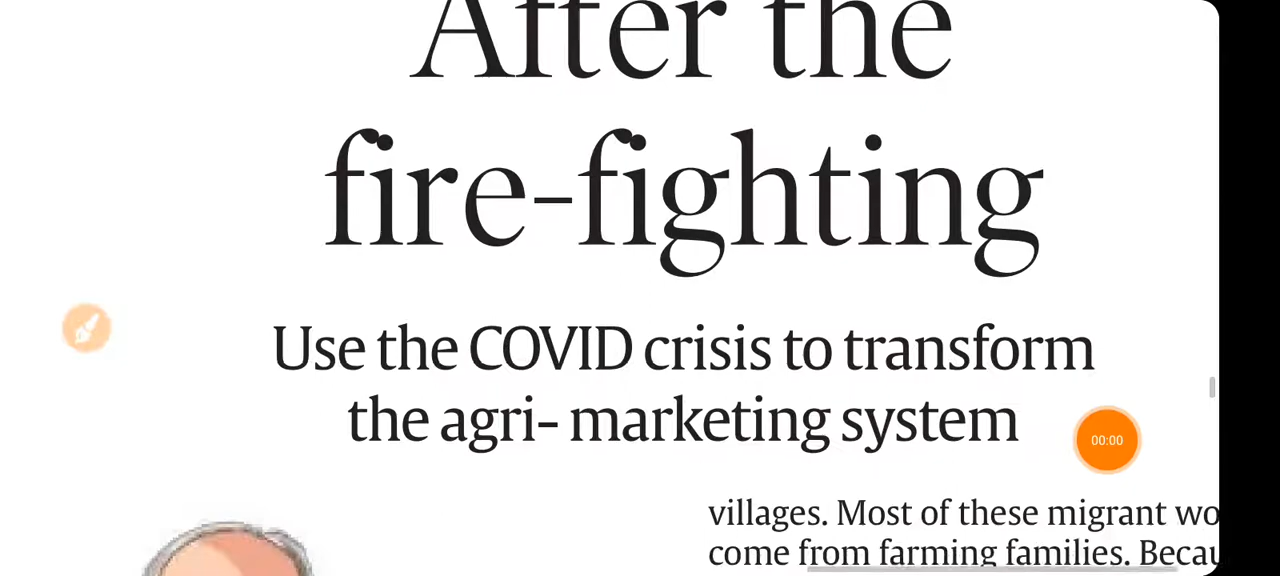 After the
fire-fighting
Use the COVID crisis to transform
the agri- marketing system
00:00
villages. Most of these migrant
come from farming families.